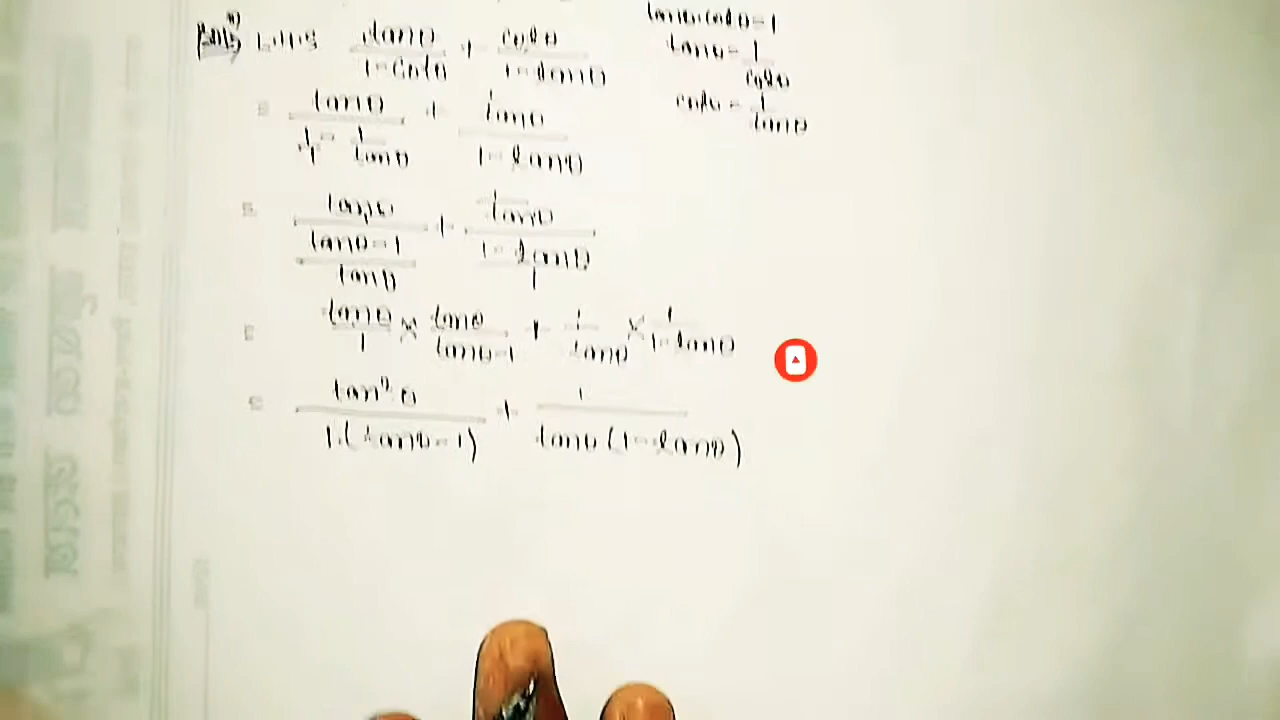 L.H.S tanθ/(1-cotθ) + cotθ/(1-tanθ)
tanθ·cotθ=1
tanθ=1/cotθ
cotθ=1/tanθ
= tanθ/(1/1 - 1/tanθ) + (1/tanθ)/(1-tanθ)
= tanθ/((tanθ-1)/tanθ) + (1/tanθ)/((1-tanθ)/1)
= tanθ/1 × tanθ/(tanθ-1) + 1/tanθ × 1/(1-tanθ)
= tan²θ/(1.(tanθ-1)) + 1/(tanθ(1-tanθ))